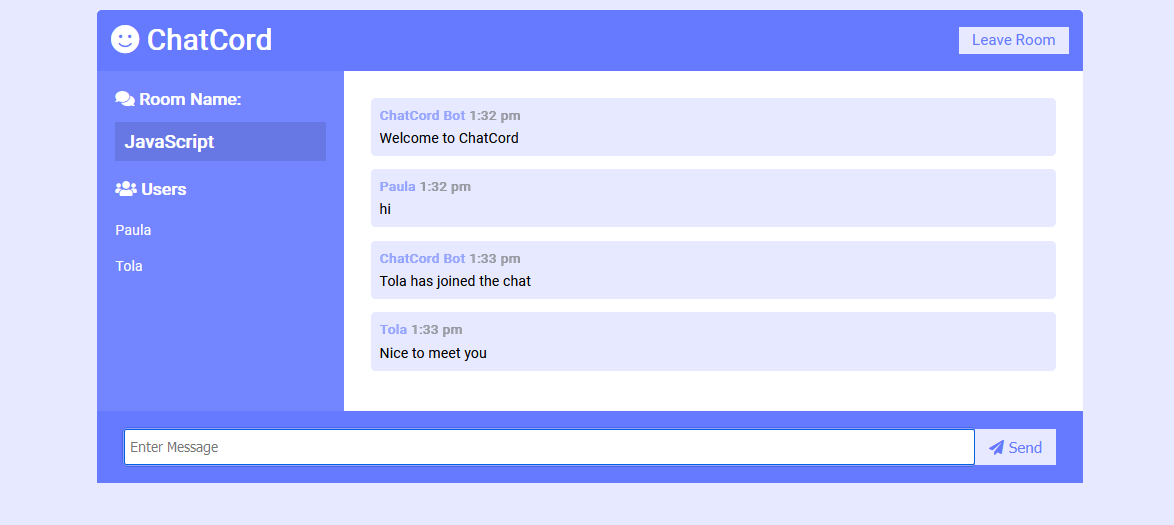 ChatCord
Leave Room
Room Name:
JavaScript
Users
Paula
Tola
ChatCord Bot 1:32 pm
Welcome to ChatCord
Paula 1:32 pm
hi
ChatCord Bot 1:33 pm
Tola has joined the chat
Tola 1:33 pm
Nice to meet you
Enter Message
Send